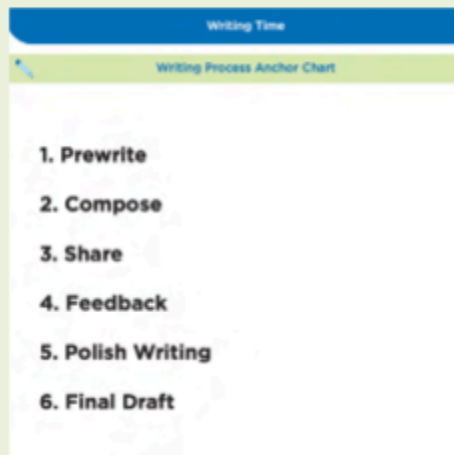 Writing Time
Writing Process Anchor Chart
1. Prewrite
2. Compose
3. Share
4. Feedback
5. Polish Writing
6. Final Draft